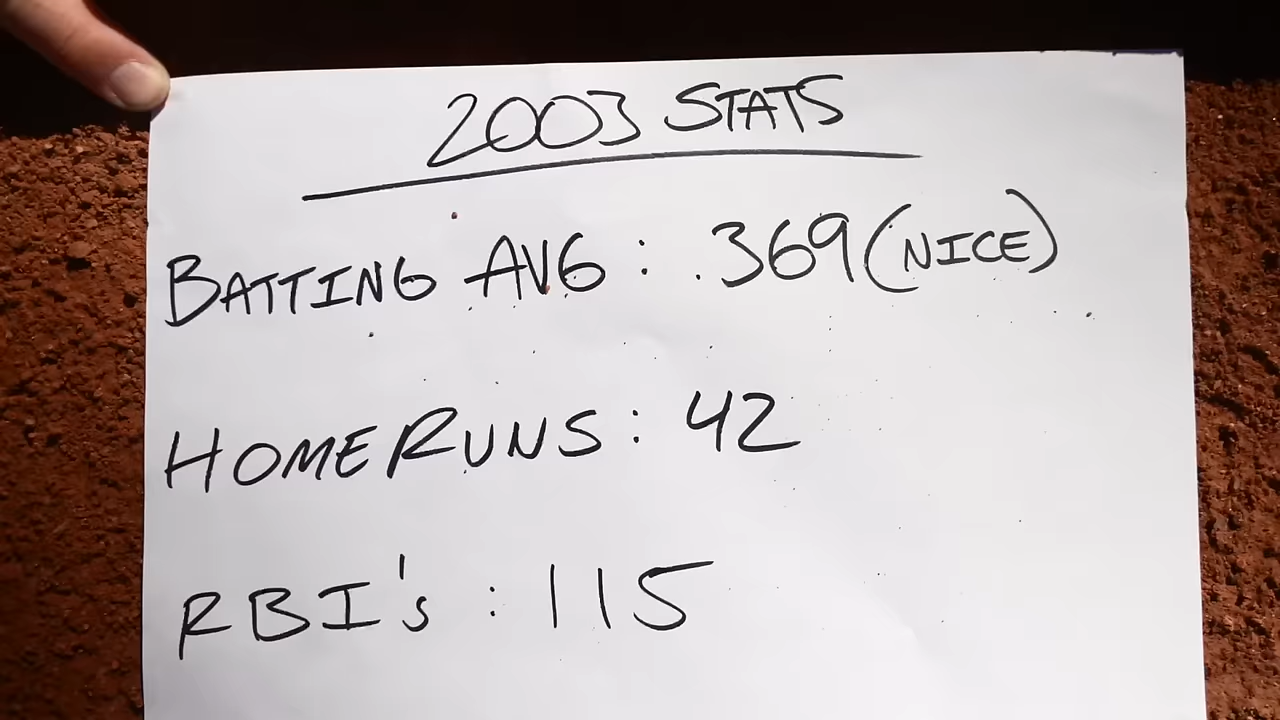 2003 STATS
BATTING AVG: .369 (NICE)
HOME RUNS: 42
RBI's: 115